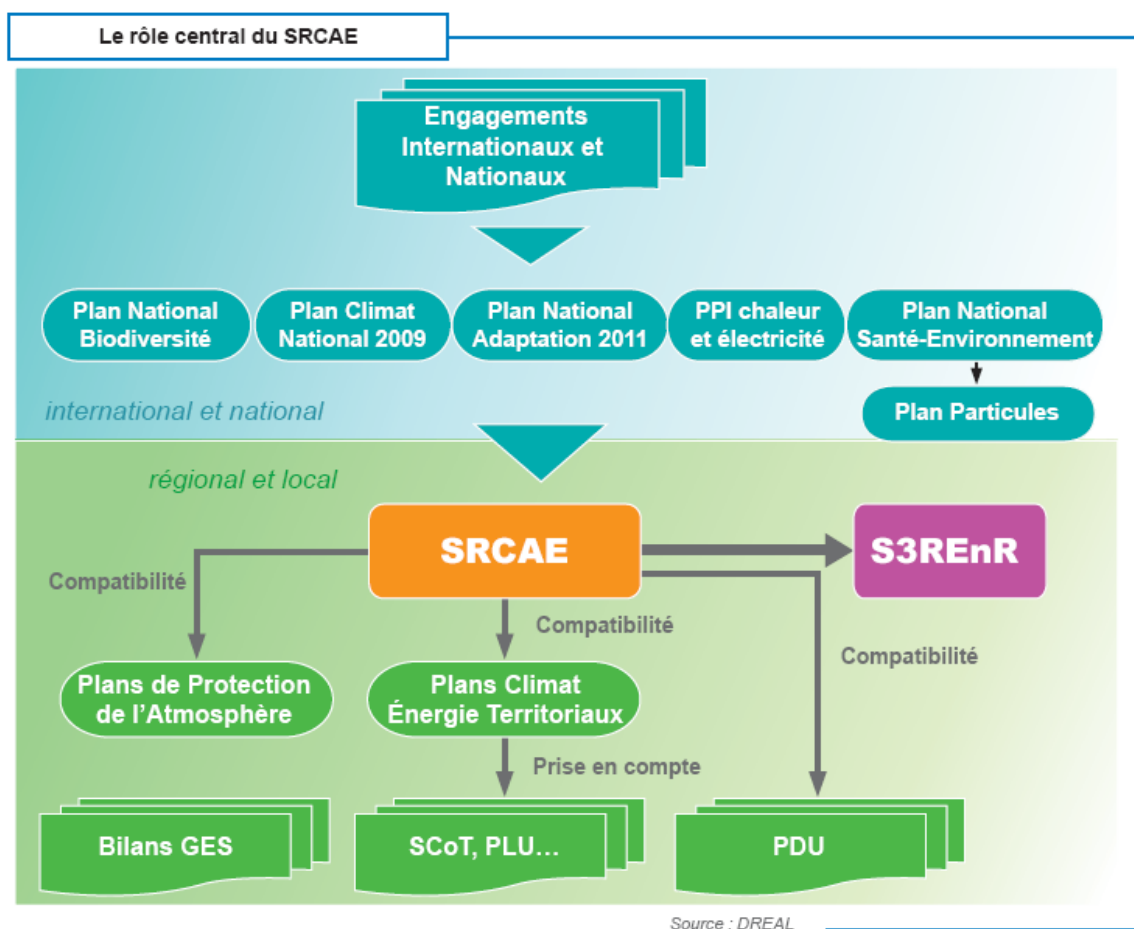 Le rôle central du SRCAE
Engagements
Internationaux et
Nationaux
Plan National
Biodiversité
Plan Climat
National 2009
Plan National
Adaptation 2011
PPI chaleur
et électricité
Plan National
Santé-Environnement
Plan Particules
international et national
régional et local
SRCAE
S3REnR
Compatibilité
Compatibilité
Compatibilité
Plans de Protection
de l’Atmosphère
Plans Climat
Énergie Territoriaux
Prise en compte
Bilans GES
SCoT, PLU…
PDU
Source : DREAL